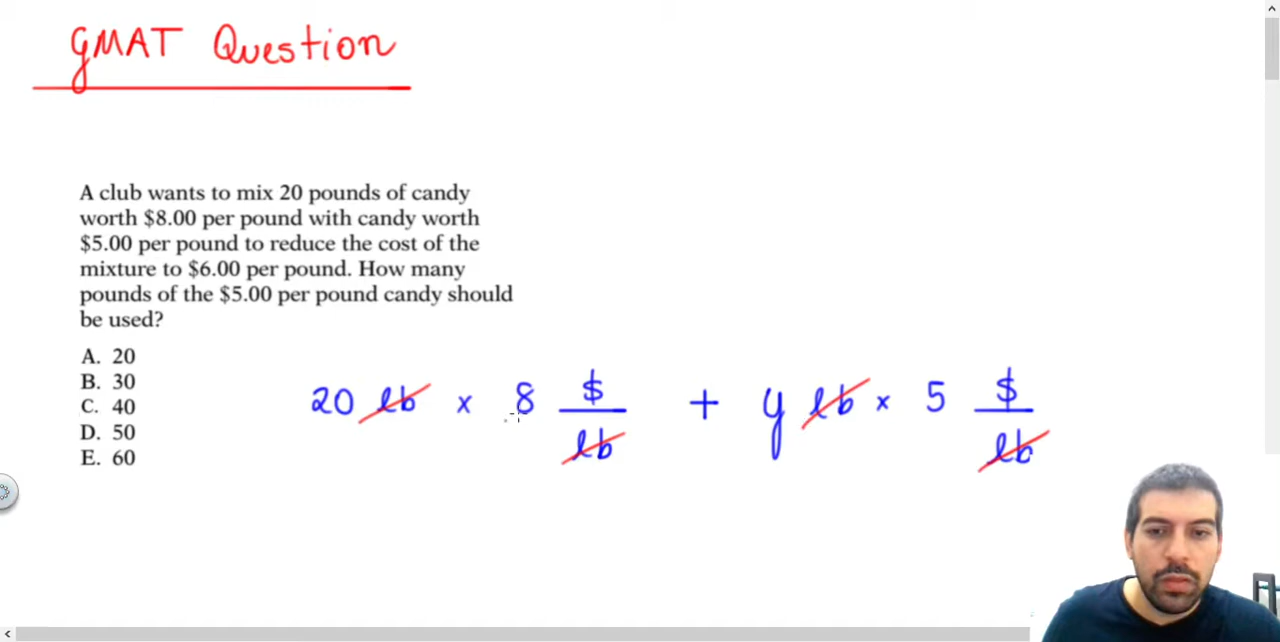 GMAT Question
A club wants to mix 20 pounds of candy
worth $8.00 per pound with candy worth
$5.00 per pound to reduce the cost of the
mixture to $6.00 per pound. How many
pounds of the $5.00 per pound candy should
be used?
A. 20
B. 30
C. 40
D. 50
E. 60
20 lb x 8 $/lb + y lb x 5 $/lb